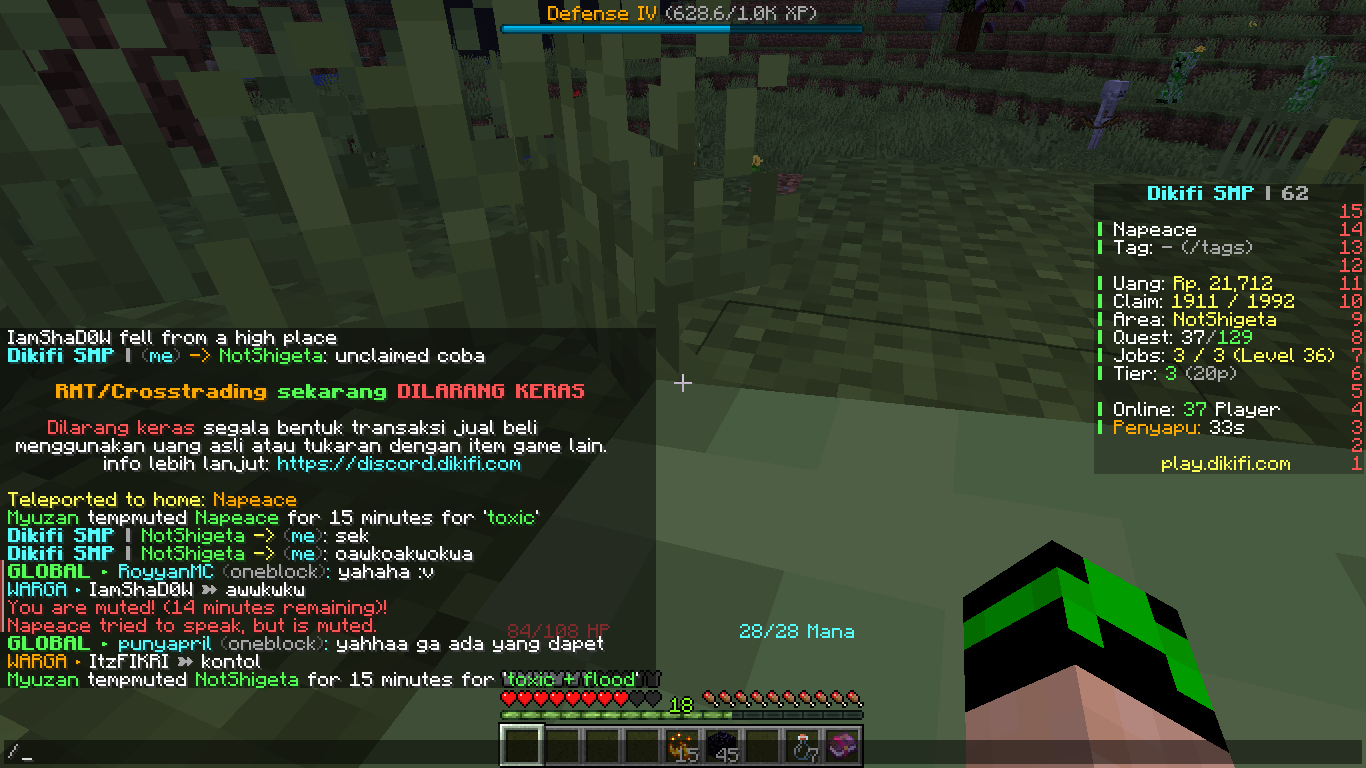 Defense IV (628.6/1.0K XP)
Dikifi SMP | 62
15
Napeace 14
Tag: - (/tags) 13
12
Uang: Rp. 21,712 11
Claim: 1911 / 1992 10
Area: NotShigeta 9
Quest: 37/129 8
Jobs: 3 / 3 (Level 36) 7
Tier: 3 (20p) 6
5
Online: 37 Player 4
Penyapu: 33s 3
2
play.dikifi.com 1
IamShaD0W fell from a high place
Dikifi SMP | (me) -> NotShigeta: unclaimed coba
RMT/Crosstrading sekarang DILARANG KERAS
Dilarang keras segala bentuk transaksi jual beli
menggunakan uang asli atau tukaran dengan item game lain.
info lebih lanjut: https://discord.dikifi.com
Teleported to home: Napeace
Myuzan tempmuted Napeace for 15 minutes for 'toxic'
Dikifi SMP | NotShigeta -> (me): sek
Dikifi SMP | NotShigeta -> (me): oawkoakwokwa
GLOBAL • RoyyanMC (oneblock): yahaha :v
WARGA • IamShaD0W » awwkwkw
You are muted! (14 minutes remaining)!
Napeace tried to speak, but is muted.
84/108 HP
28/28 Mana
GLOBAL • punyapril (oneblock): yahhaa ga ada yang dapet
WARGA • ItzFIKRI » kontol
Myuzan tempmuted NotShigeta for 15 minutes for 'toxic + flood'
18
15 45 7
/_